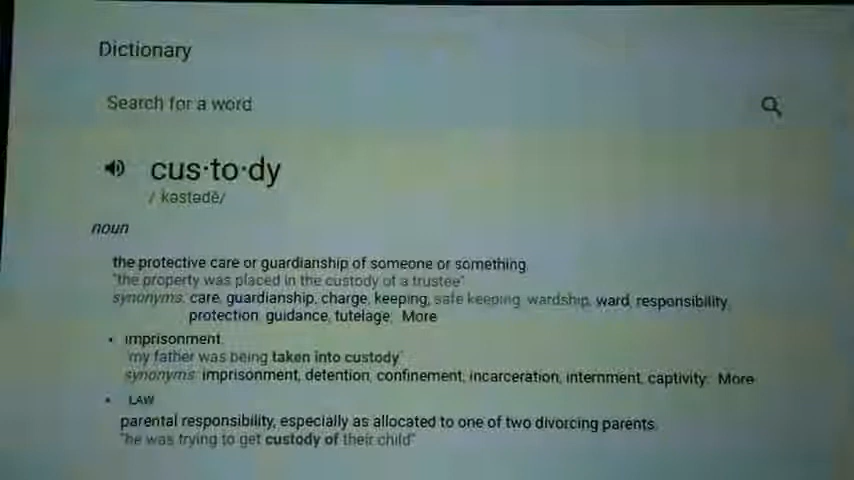 Dictionary
Search for a word
cus·to·dy
/ˈkəstədē/
noun
the protective care or guardianship of someone or something.
"the property was placed in the custody of a trustee"
synonyms: care, guardianship, charge, keeping, safe keeping, wardship, ward, responsibility,
protection, guidance, tutelage; More
• imprisonment.
"my father was being taken into custody"
synonyms: imprisonment, detention, confinement, incarceration, internment, captivity; More
• LAW
parental responsibility, especially as allocated to one of two divorcing parents.
"he was trying to get custody of their child"